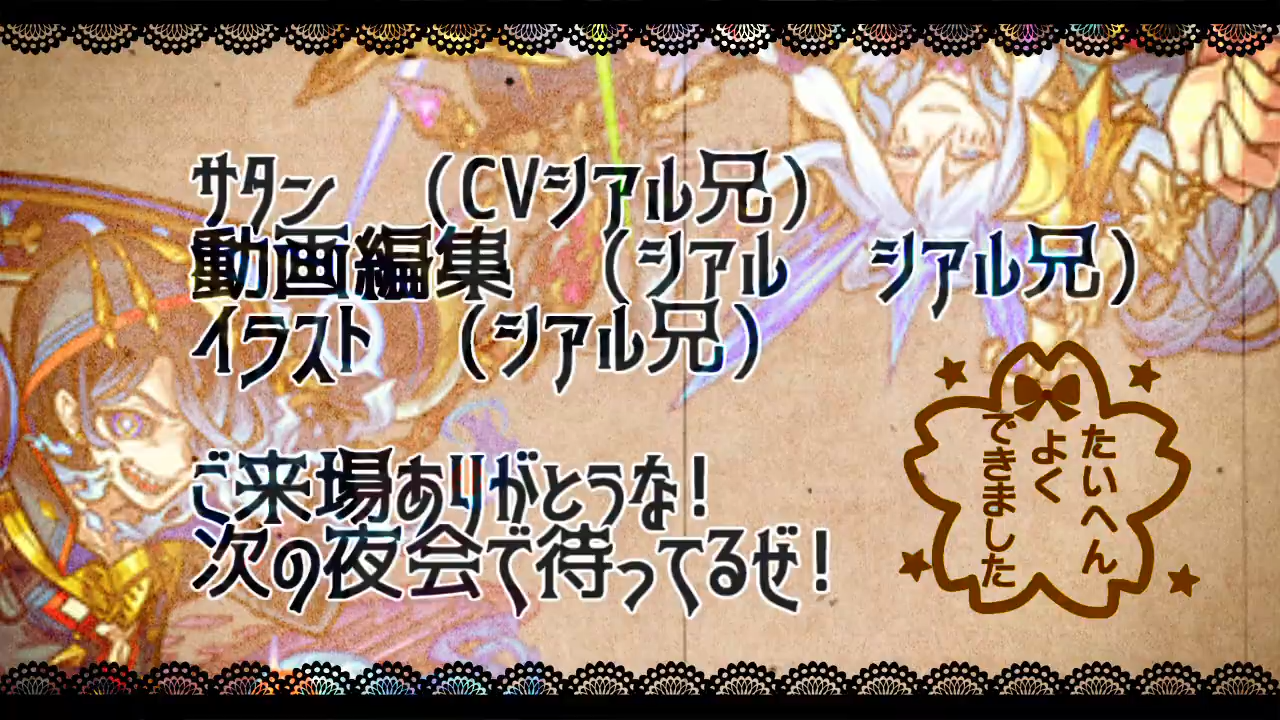 サタン　（CVシアル兄）
動画編集　（シアル　シアル兄）
イラスト　（シアル兄）
ご来場ありがとうな！
次の夜会で待ってるぜ！
たいへん
よく
できました